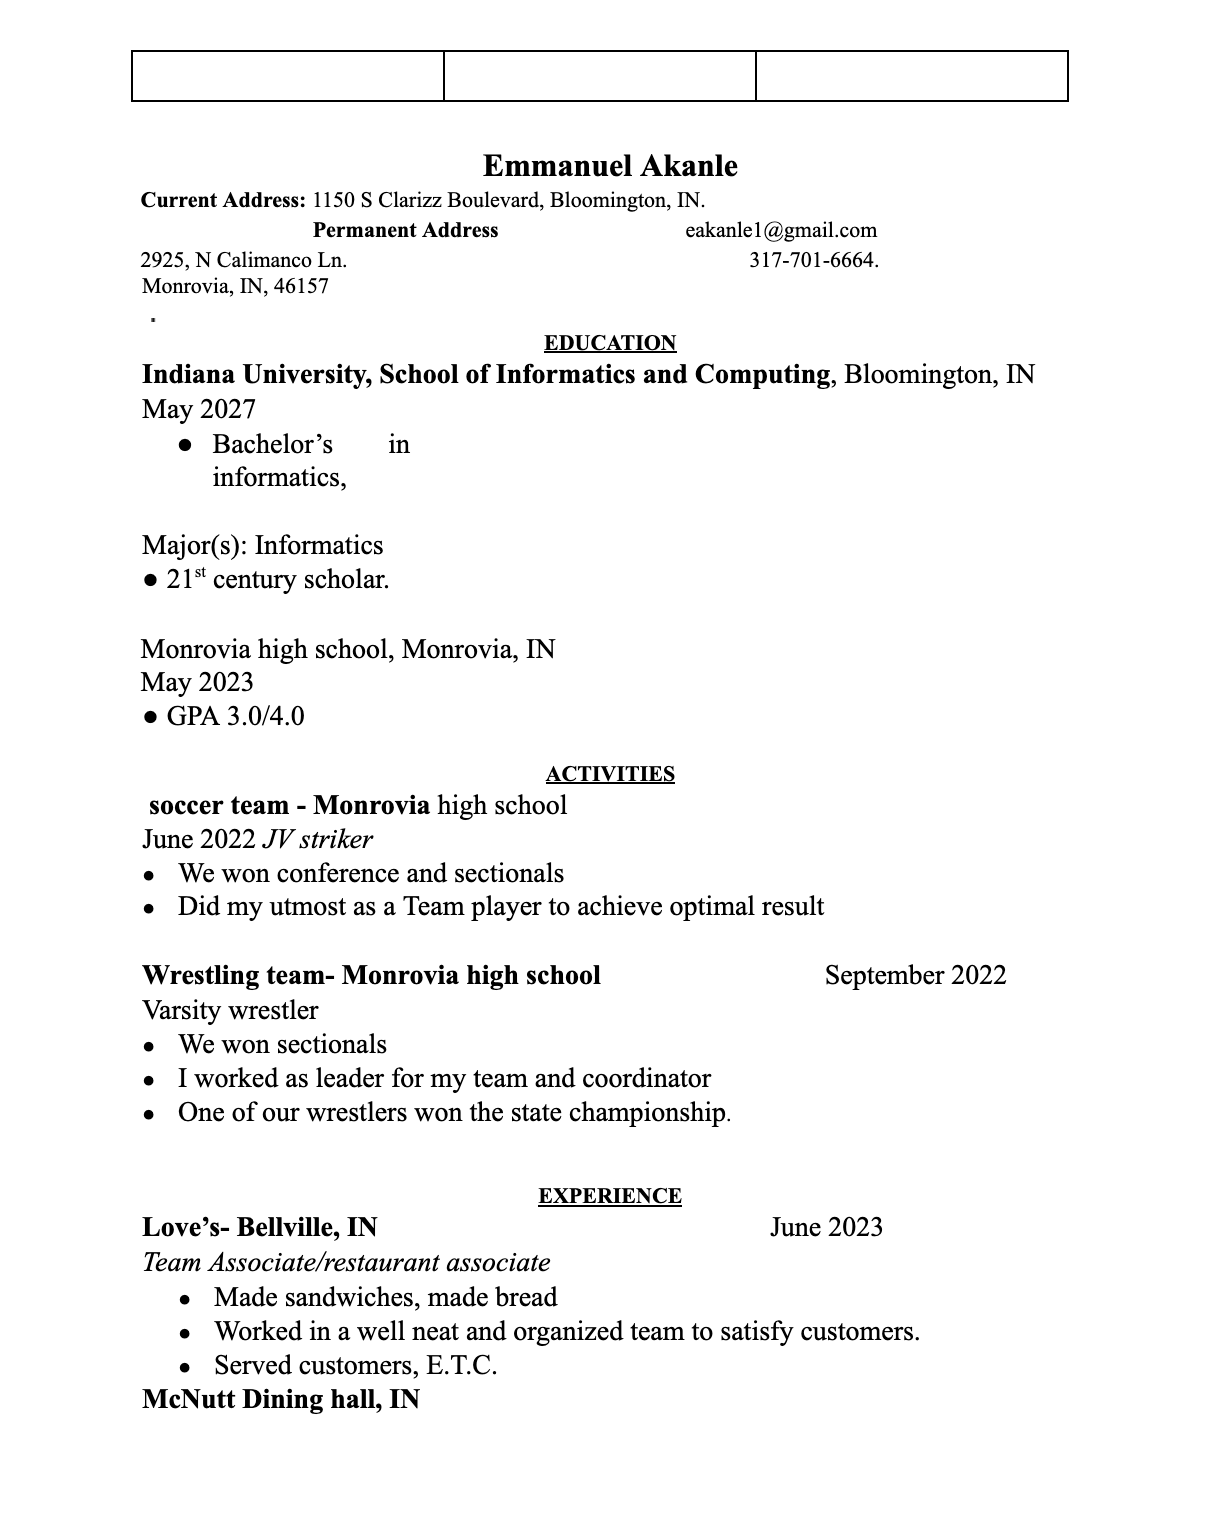 Emmanuel Akanle
Current Address: 1150 S Clarizz Boulevard, Bloomington, IN.
Permanent Address eakanle1@gmail.com
2925, N Calimanco Ln. 317-701-6664.
Monrovia, IN, 46157
.
EDUCATION
Indiana University, School of Informatics and Computing, Bloomington, IN
May 2027
● Bachelor’s in
informatics,
Major(s): Informatics
● 21st century scholar.
Monrovia high school, Monrovia, IN
May 2023
● GPA 3.0/4.0
ACTIVITIES
soccer team - Monrovia high school
June 2022 JV striker
● We won conference and sectionals
● Did my utmost as a Team player to achieve optimal result
Wrestling team- Monrovia high school September 2022
Varsity wrestler
● We won sectionals
● I worked as leader for my team and coordinator
● One of our wrestlers won the state championship.
EXPERIENCE
Love’s- Bellville, IN June 2023
Team Associate/restaurant associate
● Made sandwiches, made bread
● Worked in a well neat and organized team to satisfy customers.
● Served customers, E.T.C.
McNutt Dining hall, IN